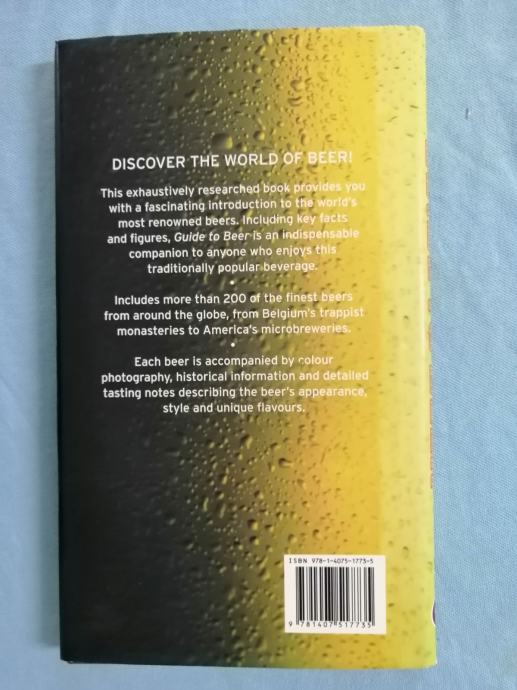 DISCOVER THE WORLD OF BEER!
This exhaustively researched book provides you
with a fascinating introduction to the world's
most renowned beers. Including key facts
and figures, Guide to Beer is an indispensable
companion to anyone who enjoys this
traditionally popular beverage.
•
Includes more than 200 of the finest beers
from around the globe, from Belgium's trappist
monasteries to America's microbreweries.
•
Each beer is accompanied by colour
photography, historical information and detailed
tasting notes describing the beer's appearance,
style and unique flavours.
ISBN 978-1-4075-1773-5
9 781407 517735